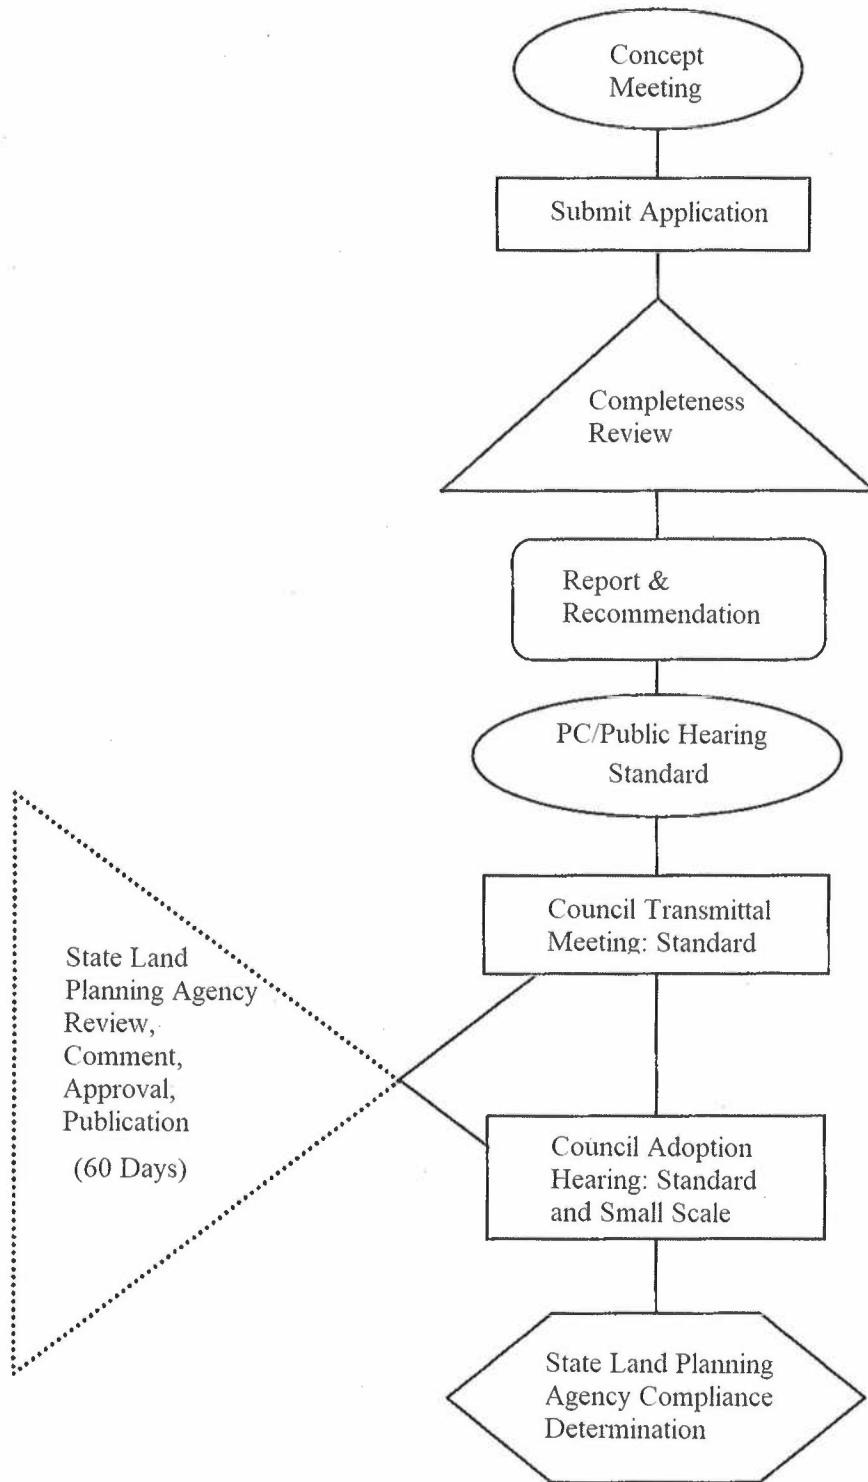 Concept
Meeting
Submit Application
Completeness
Review
Report &
Recommendation
PC/Public Hearing
Standard
Council Transmittal
Meeting: Standard
State Land
Planning Agency
Review,
Comment,
Approval,
Publication
(60 Days)
Council Adoption
Hearing: Standard
and Small Scale
State Land Planning
Agency Compliance
Determination